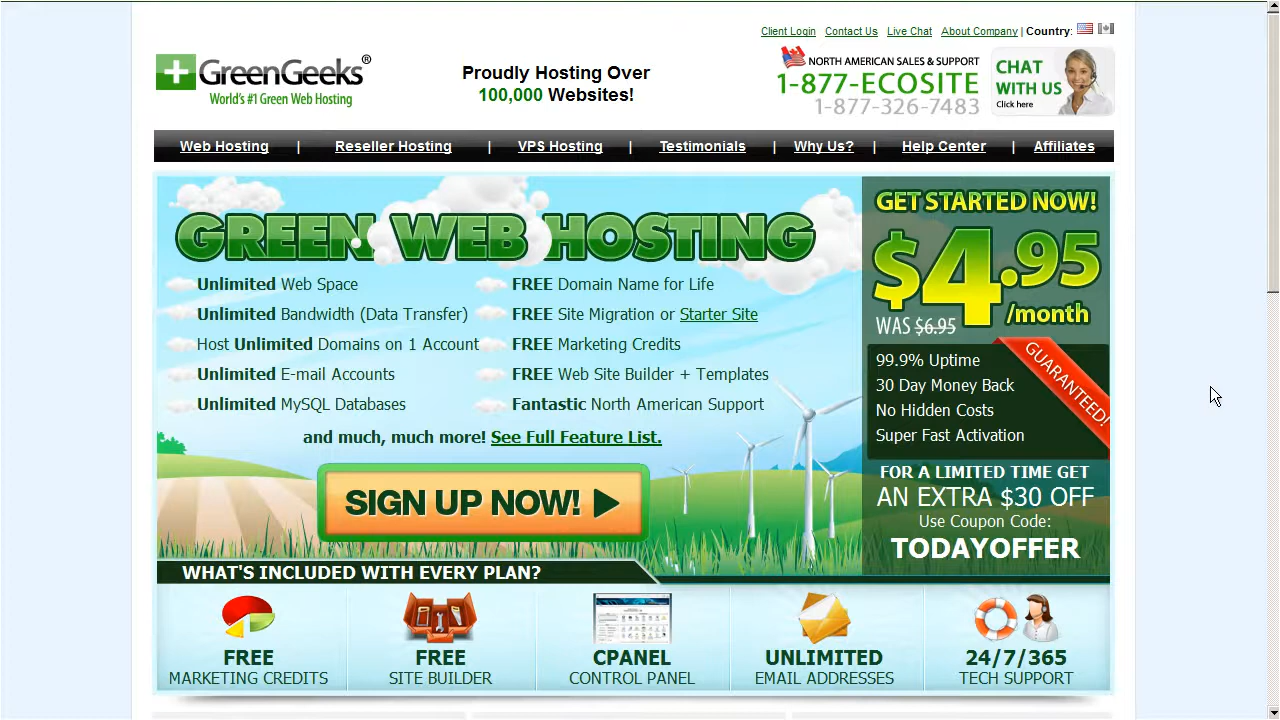 Client Login Contact Us Live Chat About Company | Country:
GreenGeeks®
World's #1 Green Web Hosting
Proudly Hosting Over
100,000 Websites!
NORTH AMERICAN SALES & SUPPORT
1-877-ECOSITE
1-877-326-7483
CHAT
WITH US
Click here
Web Hosting | Reseller Hosting | VPS Hosting | Testimonials | Why Us? | Help Center | Affiliates
GREEN WEB HOSTING
Unlimited Web Space
Unlimited Bandwidth (Data Transfer)
Host Unlimited Domains on 1 Account
Unlimited E-mail Accounts
Unlimited MySQL Databases
FREE Domain Name for Life
FREE Site Migration or Starter Site
FREE Marketing Credits
FREE Web Site Builder + Templates
Fantastic North American Support
and much, much more! See Full Feature List.
SIGN UP NOW!
GET STARTED NOW!
$4.95
/month
WAS $6.95
99.9% Uptime
30 Day Money Back
No Hidden Costs
Super Fast Activation
GUARANTEED!
FOR A LIMITED TIME GET
AN EXTRA $30 OFF
Use Coupon Code:
TODAYOFFER
WHAT'S INCLUDED WITH EVERY PLAN?
FREE
MARKETING CREDITS
FREE
SITE BUILDER
CPANEL
CONTROL PANEL
UNLIMITED
EMAIL ADDRESSES
24/7/365
TECH SUPPORT